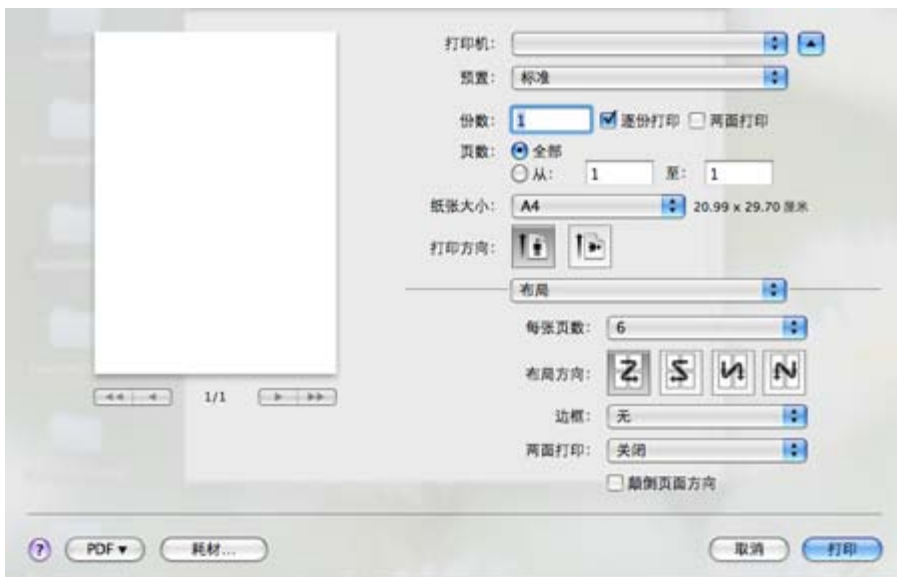 打印机:
预置: 标准
份数: 1 逐份打印 两面打印
页数: 全部
从: 1 至: 1
纸张大小: A4 20.99 x 29.70 厘米
打印方向:
布局
每张页数: 6
布局方向:
边框: 无
两面打印: 关闭
颠倒页面方向
1/1
? PDF 耗材... 取消 打印